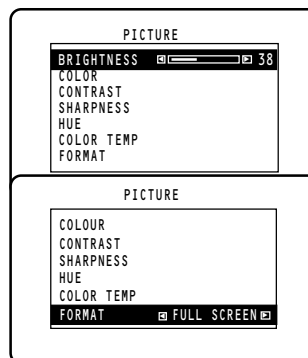 PICTURE
BRIGHTNESS 38
COLOR
CONTRAST
SHARPNESS
HUE
COLOR TEMP
FORMAT
PICTURE
COLOUR
CONTRAST
SHARPNESS
HUE
COLOR TEMP
FORMAT FULL SCREEN